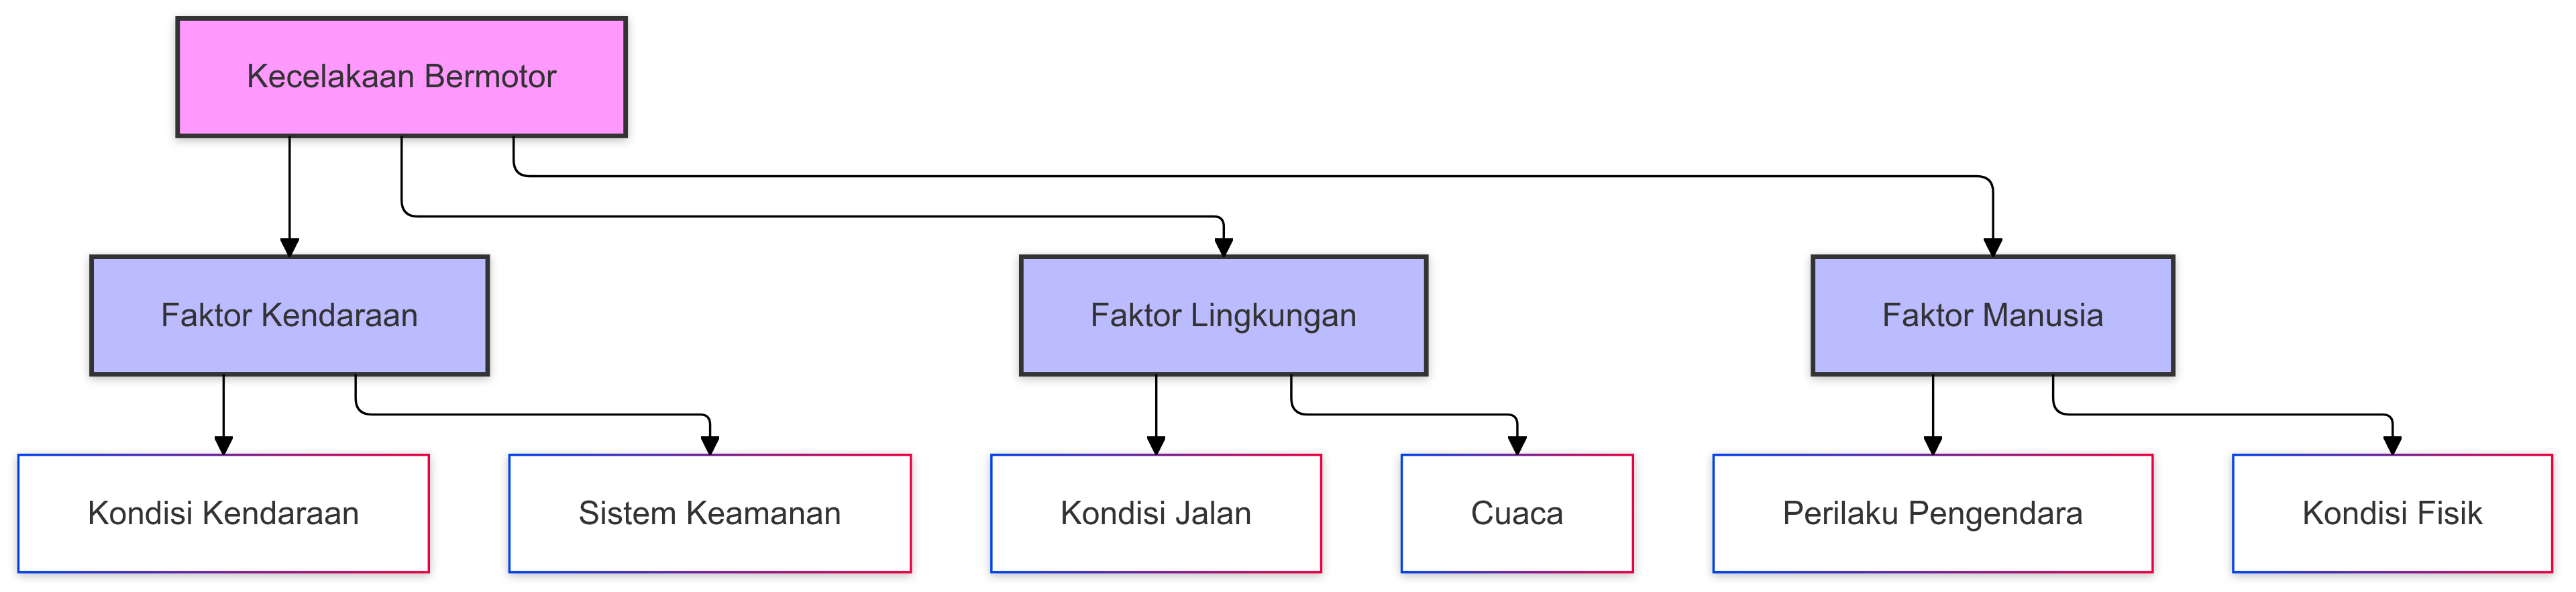 Kecelakaan Bermotor
Faktor Kendaraan
Faktor Lingkungan
Faktor Manusia
Kondisi Kendaraan
Sistem Keamanan
Kondisi Jalan
Cuaca
Perilaku Pengendara
Kondisi Fisik